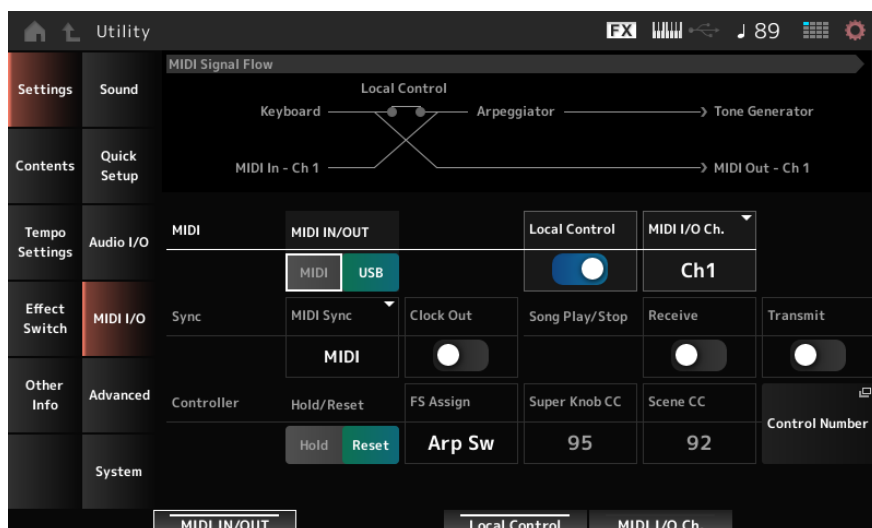 Utility
FX
♩ 89
Settings
Sound
Contents
Quick
Setup
Tempo
Settings
Audio I/O
Effect
Switch
MIDI I/O
Other
Info
Advanced
System
MIDI Signal Flow
Local Control
Keyboard
Arpeggiator
Tone Generator
MIDI In - Ch 1
MIDI Out - Ch 1
MIDI
MIDI IN/OUT
Local Control
MIDI I/O Ch.
MIDI
USB
Ch1
Sync
MIDI Sync
Clock Out
Song Play/Stop
Receive
Transmit
MIDI
Controller
Hold/Reset
FS Assign
Super Knob CC
Scene CC
Control Number
Hold
Reset
Arp Sw
95
92
MIDI IN/OUT
Local Control
MIDI I/O Ch.